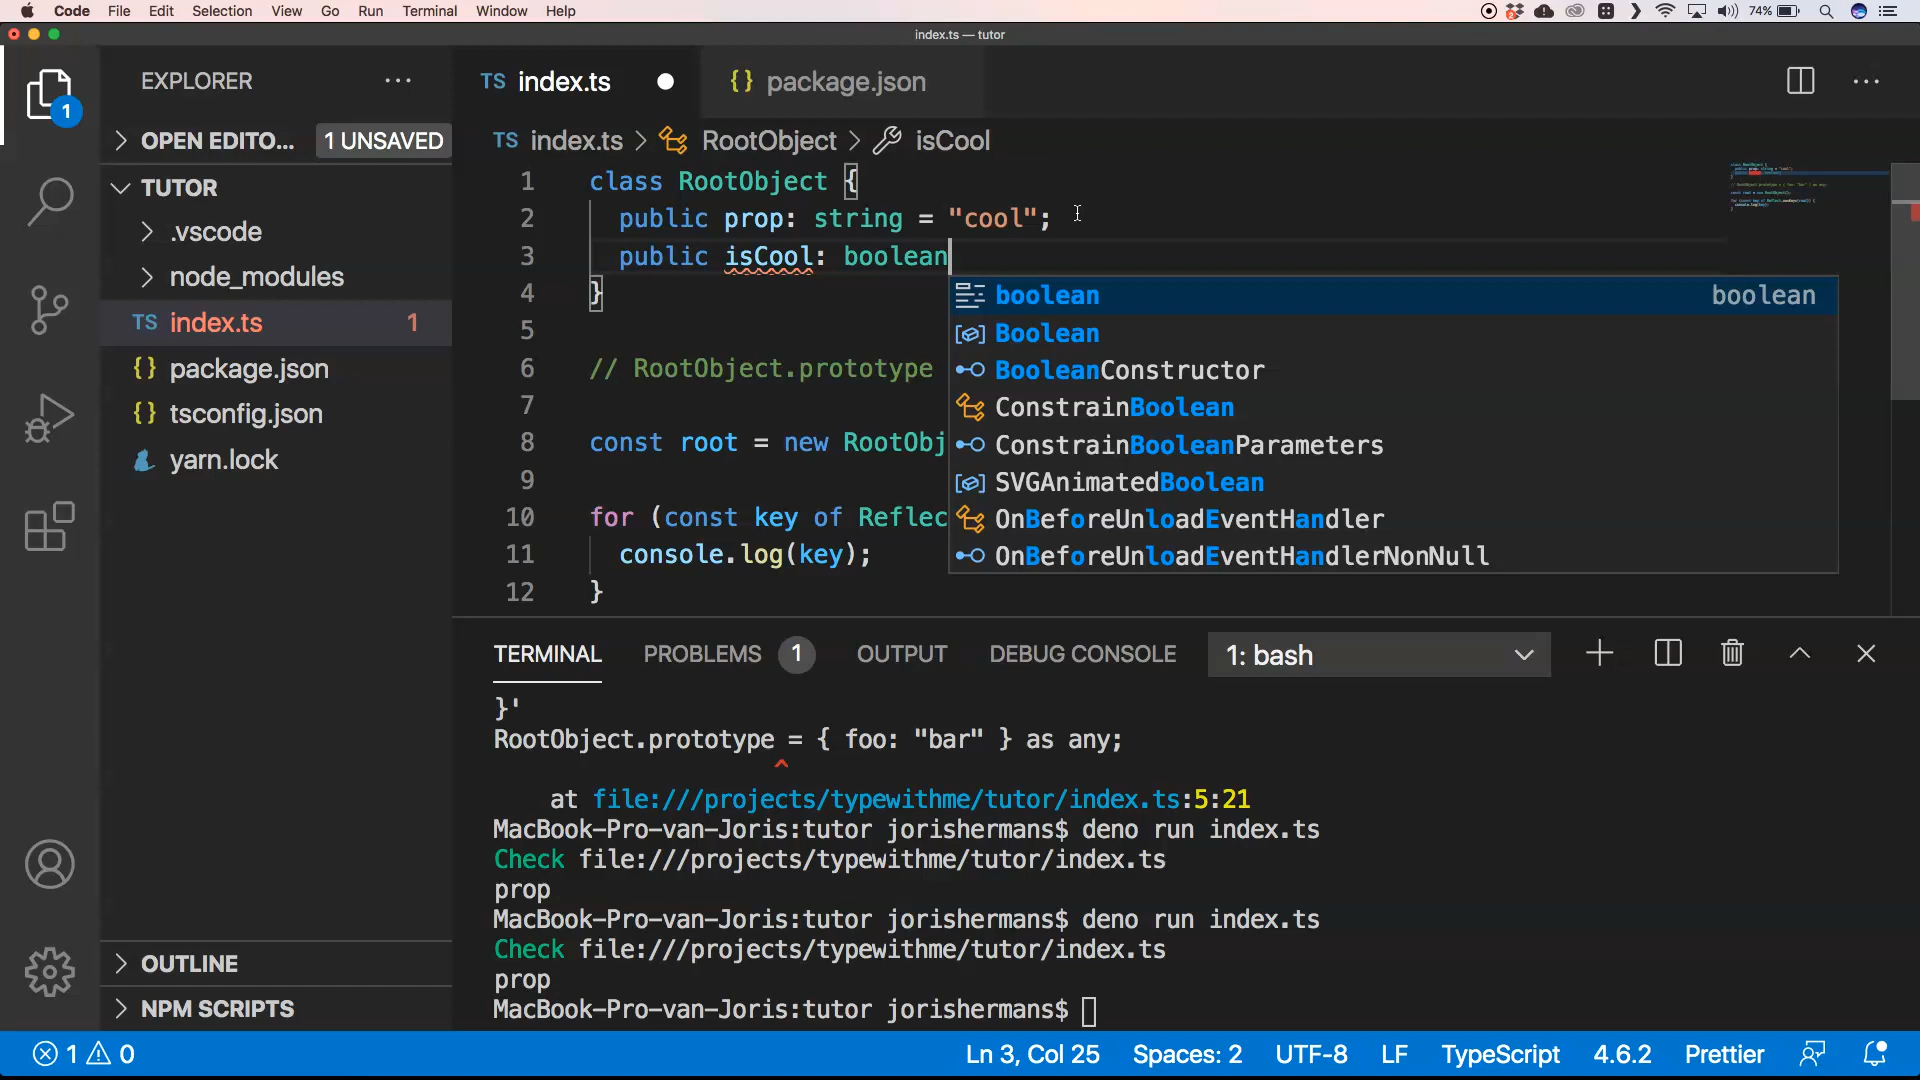 Code File Edit Selection View Go Run Terminal Window Help 74%
index.ts — tutor
EXPLORER
OPEN EDITO... 1 UNSAVED
TUTOR
.vscode
node_modules
TS index.ts 1
{} package.json
{} tsconfig.json
yarn.lock
OUTLINE
NPM SCRIPTS
1
TS index.ts
{} package.json
TS index.ts > RootObject > isCool
1 class RootObject {
2 public prop: string = "cool";
3 public isCool: boolean
4 }
5
6 // RootObject.prototype
7
8 const root = new RootObj
9
10 for (const key of Reflec
11 console.log(key);
12 }
boolean boolean
Boolean
BooleanConstructor
ConstrainBoolean
ConstrainBooleanParameters
SVGAnimatedBoolean
OnBeforeUnloadEventHandler
OnBeforeUnloadEventHandlerNonNull
TERMINAL PROBLEMS 1 OUTPUT DEBUG CONSOLE 1: bash
}'
RootObject.prototype = { foo: "bar" } as any;
^
at file:///projects/typewithme/tutor/index.ts:5:21
MacBook-Pro-van-Joris:tutor jorishermans$ deno run index.ts
Check file:///projects/typewithme/tutor/index.ts
prop
MacBook-Pro-van-Joris:tutor jorishermans$ deno run index.ts
Check file:///projects/typewithme/tutor/index.ts
prop
MacBook-Pro-van-Joris:tutor jorishermans$
1 0 Ln 3, Col 25 Spaces: 2 UTF-8 LF TypeScript 4.6.2 Prettier